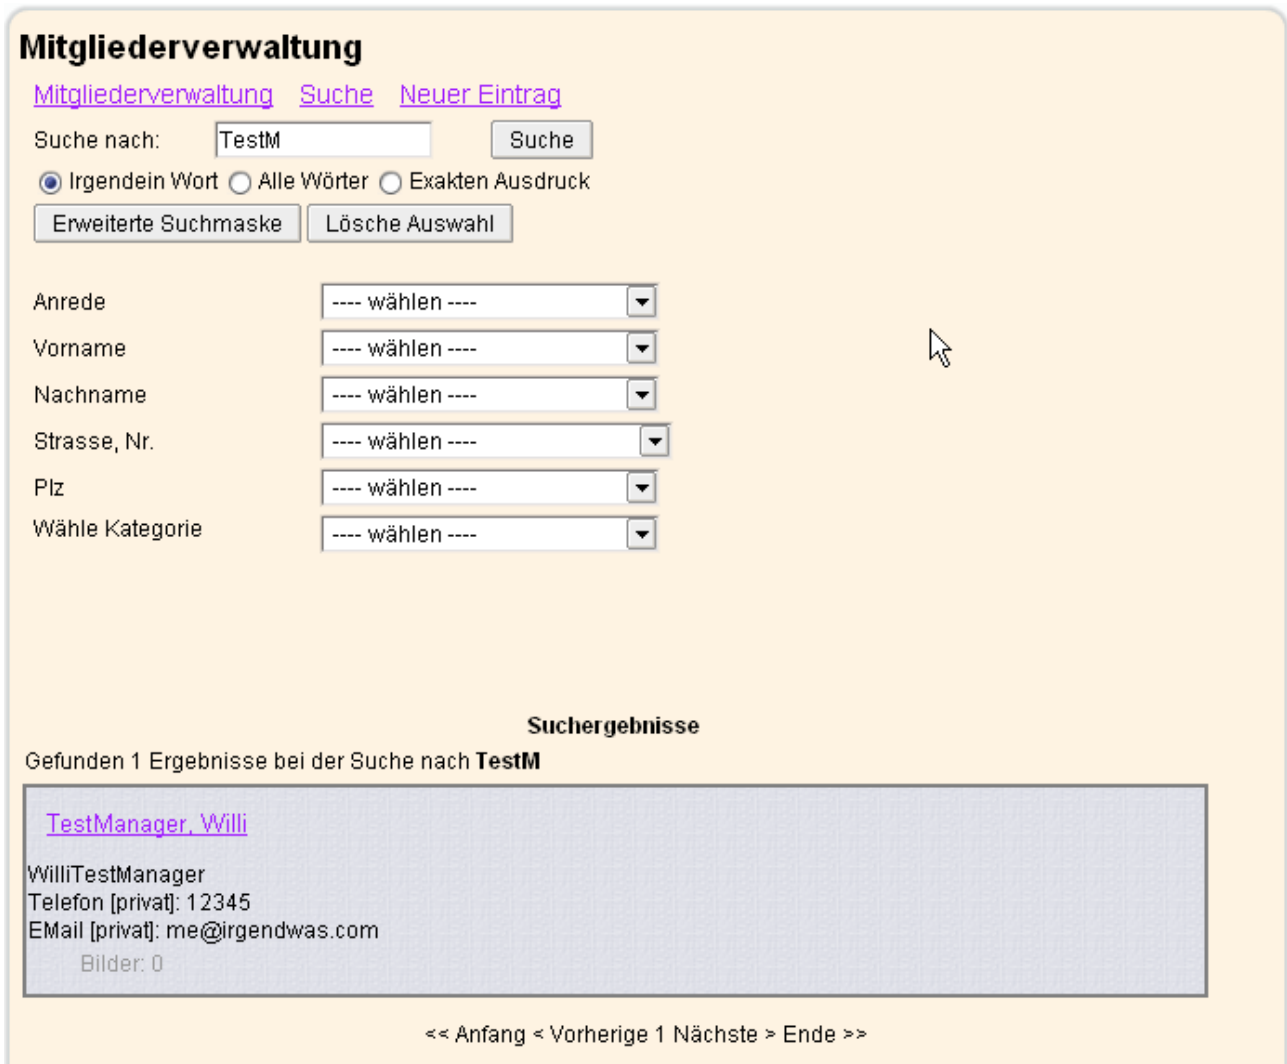 Mitgliederverwaltung
Mitgliederverwaltung Suche Neuer Eintrag
Suche nach: TestM Suche
Irgendein Wort Alle Wörter Exakten Ausdruck
Erweiterte Suchmaske Lösche Auswahl
Anrede ---- wählen ----
Vorname ---- wählen ----
Nachname ---- wählen ----
Strasse, Nr. ---- wählen ----
Plz ---- wählen ----
Wähle Kategorie ---- wählen ----
Suchergebnisse
Gefunden 1 Ergebnisse bei der Suche nach TestM
TestManager, Willi
WilliTestManager
Telefon [privat]: 12345
EMail [privat]: me@irgendwas.com
Bilder: 0
<< Anfang < Vorherige 1 Nächste > Ende >>